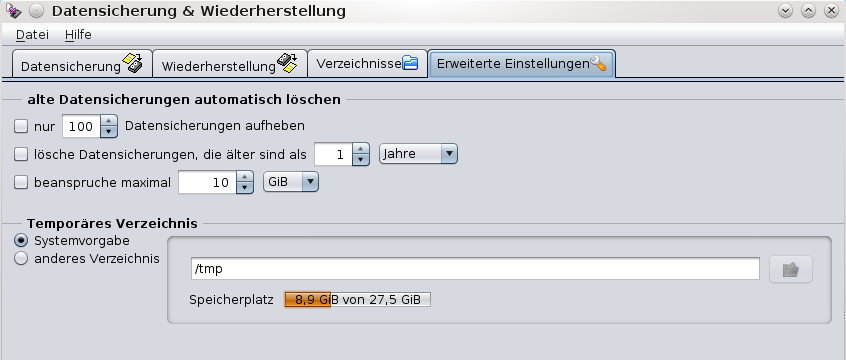 Datensicherung & Wiederherstellung
Datei Hilfe
Datensicherung Wiederherstellung Verzeichnisse Erweiterte Einstellungen
alte Datensicherungen automatisch löschen
nur 100 Datensicherungen aufheben
lösche Datensicherungen, die älter sind als 1 Jahre
beanspruche maximal 10 GiB
Temporäres Verzeichnis
Systemvorgabe
anderes Verzeichnis
/tmp
Speicherplatz 8,9 GiB von 27,5 GiB